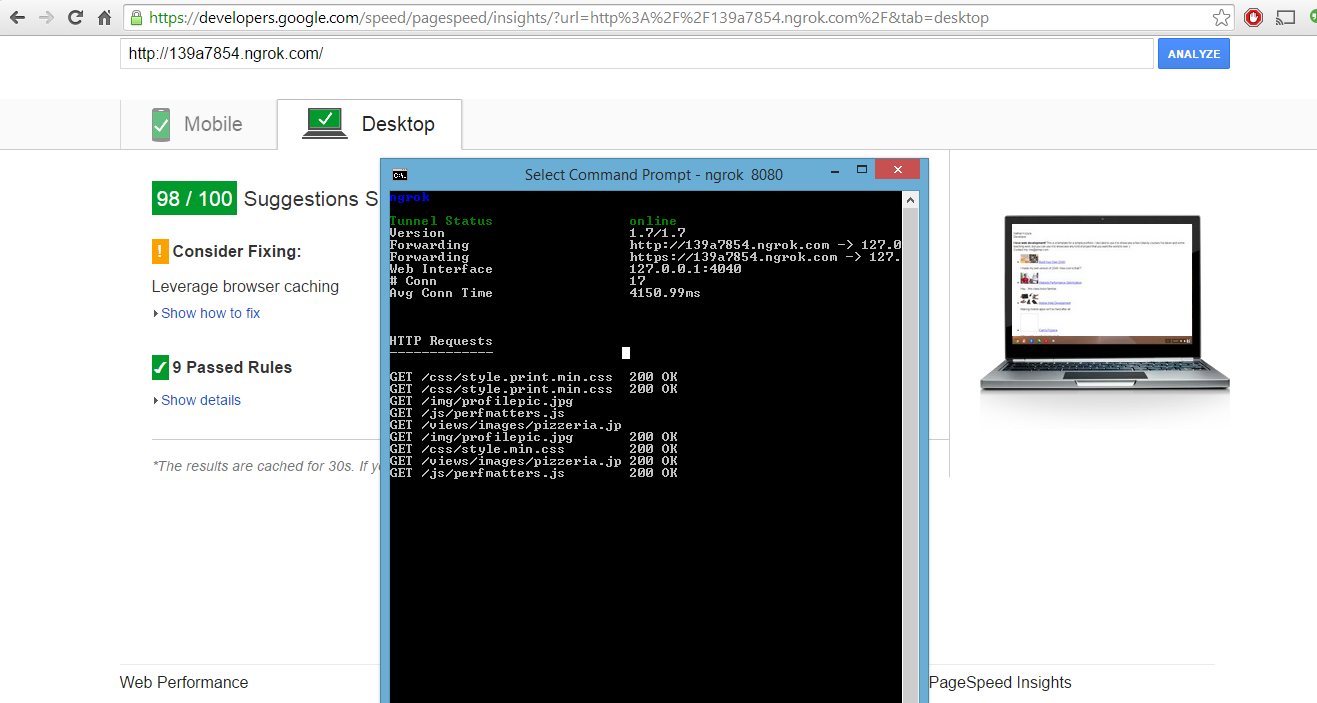 https://developers.google.com/speed/pagespeed/insights/?url=http%3A%2F%2F139a7854.ngrok.com%2F&tab=desktop
http://139a7854.ngrok.com/
ANALYZE
Mobile
Desktop
98 / 100 Suggestions S
! Consider Fixing:
Leverage browser caching
Show how to fix
9 Passed Rules
Show details
*The results are cached for 30s. If yo
Select Command Prompt - ngrok 8080
ngrok
Tunnel Status online
Version 1.7/1.7
Forwarding http://139a7854.ngrok.com -> 127.0
Forwarding https://139a7854.ngrok.com -> 127.
Web Interface 127.0.0.1:4040
# Conn 17
Avg Conn Time 4150.99ms
HTTP Requests
-------------
GET /css/style.print.min.css 200 OK
GET /css/style.print.min.css 200 OK
GET /img/profilepic.jpg
GET /js/perfmatters.js
GET /views/images/pizzeria.jp
GET /img/profilepic.jpg 200 OK
GET /css/style.min.css 200 OK
GET /views/images/pizzeria.jp 200 OK
GET /js/perfmatters.js 200 OK
Web Performance
PageSpeed Insights